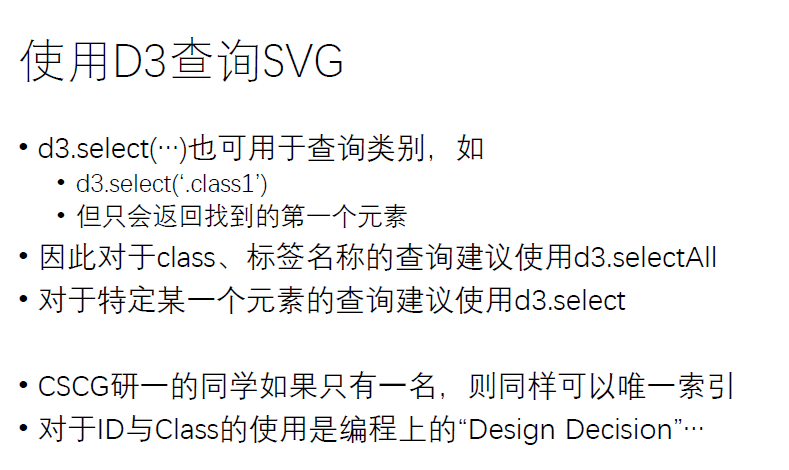 使用D3查询SVG
• d3.select(…)也可用于查询类别，如
• d3.select(‘.class1’)
• 但只会返回找到的第一个元素
• 因此对于class、标签名称的查询建议使用d3.selectAll
• 对于特定某一个元素的查询建议使用d3.select
• CSCG研一的同学如果只有一名，则同样可以唯一索引
• 对于ID与Class的使用是编程上的“Design Decision”…